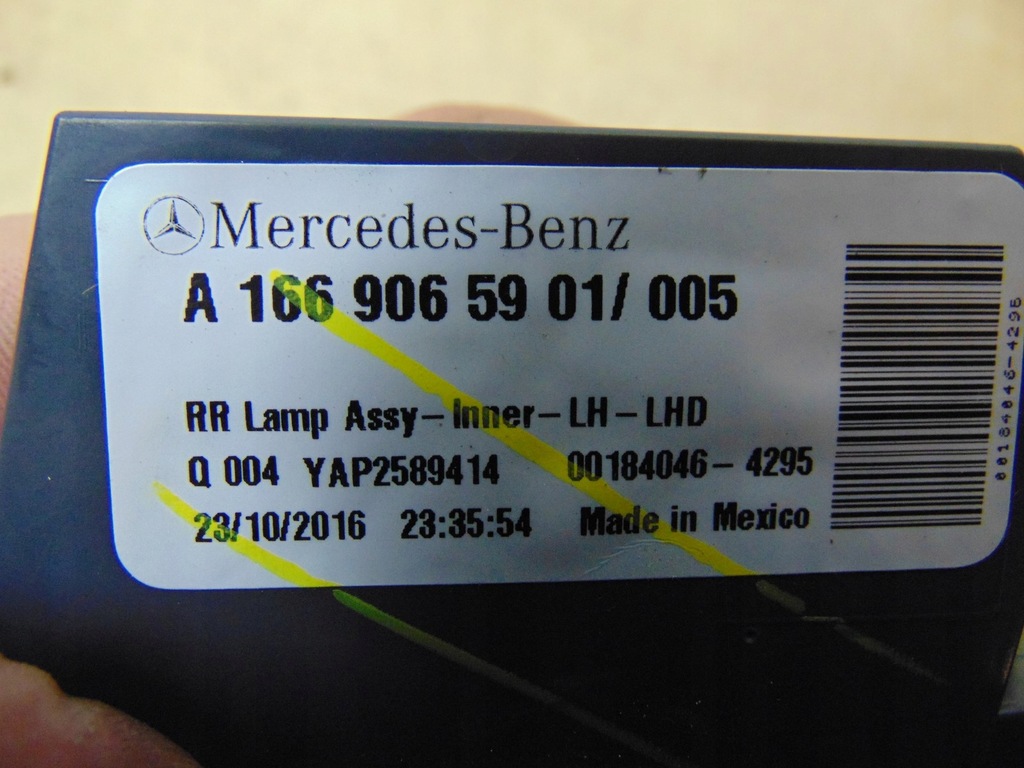 Mercedes-Benz
A 166 906 59 01/ 005
RR Lamp Assy-Inner-LH-LHD
Q 004 YAP2589414 00184046-4295
23/10/2016 23:35:54 Made in Mexico
00184046-4295